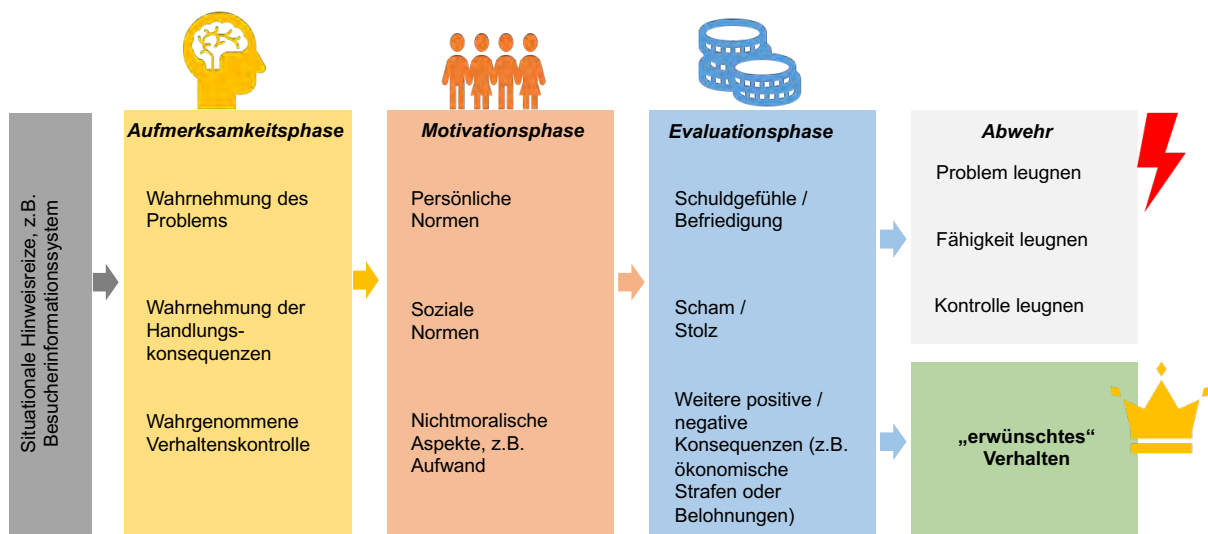 Situationale Hinweisreize, z.B.
Besucherinformationssystem
Aufmerksamkeitsphase
Wahrnehmung des
Problems
Wahrnehmung der
Handlungs-
konsequenzen
Wahrgenommene
Verhaltenskontrolle
Motivationsphase
Persönliche
Normen
Soziale
Normen
Nichtmoralische
Aspekte, z.B.
Aufwand
Evaluationsphase
Schuldgefühle /
Befriedigung
Scham /
Stolz
Weitere positive /
negative
Konsequenzen (z.B.
ökonomische
Strafen oder
Belohnungen)
Abwehr
Problem leugnen
Fähigkeit leugnen
Kontrolle leugnen
„erwünschtes“
Verhalten